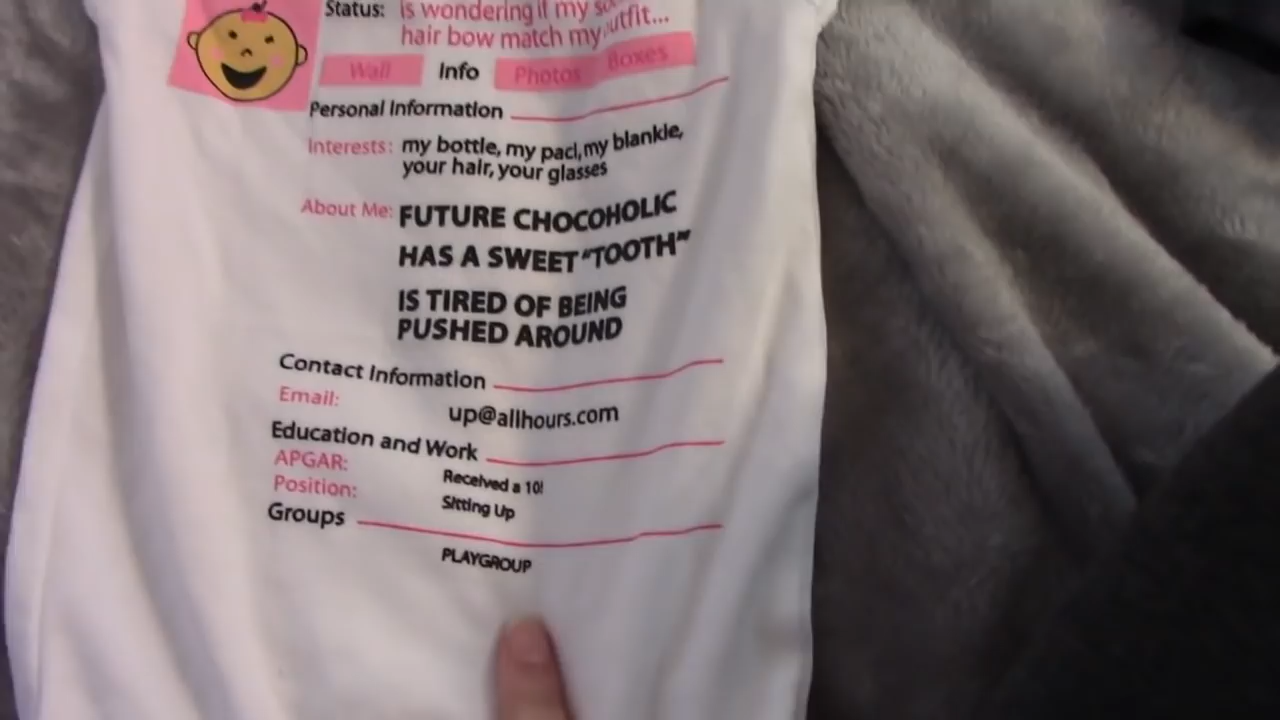 Status: is wondering if my
hair bow match my outfit...
Wall Info Photos Boxes
Personal Information
Interests: my bottle, my paci, my blankie,
your hair, your glasses
About Me: FUTURE CHOCOHOLIC
HAS A SWEET "TOOTH"
IS TIRED OF BEING
PUSHED AROUND
Contact Information
Email: up@allhours.com
Education and Work
APGAR: Received a 10!
Position: Sitting Up
Groups
PLAYGROUP